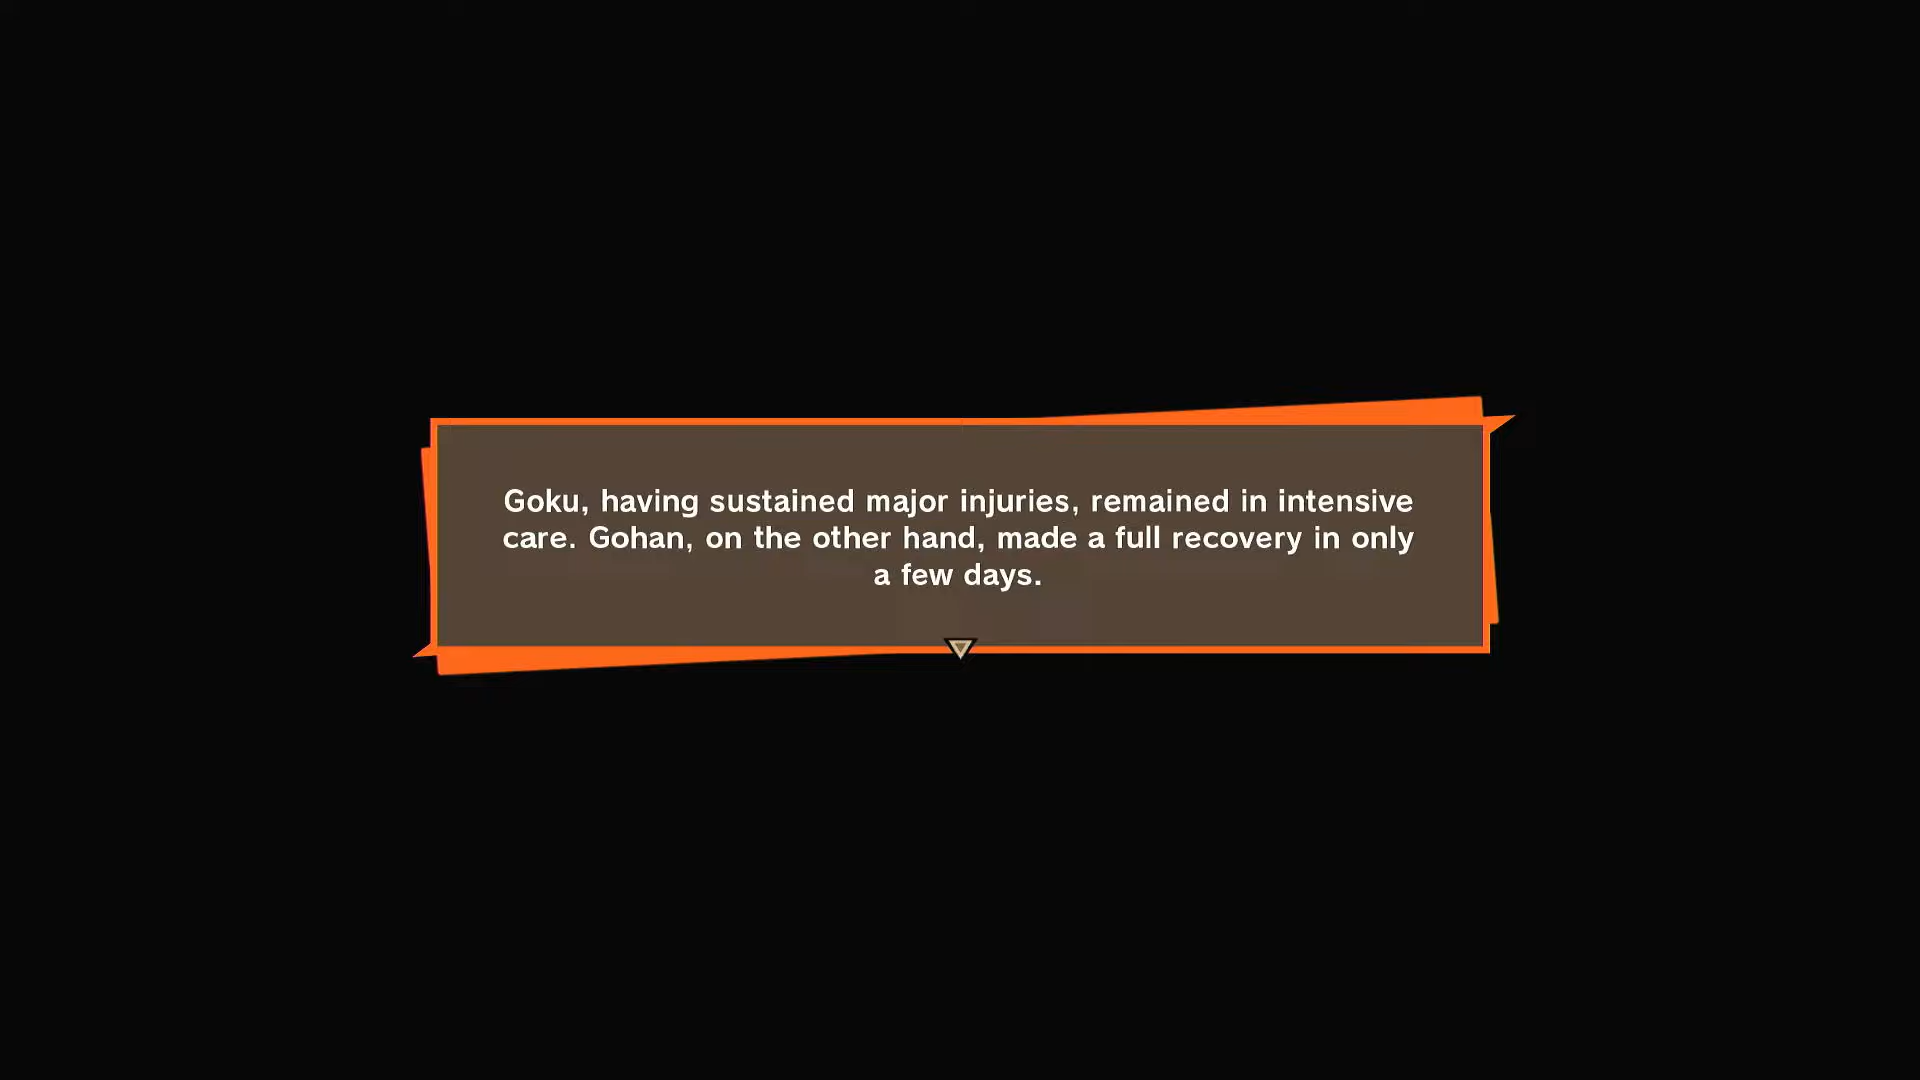 Goku, having sustained major injuries, remained in intensive
care. Gohan, on the other hand, made a full recovery in only
a few days.